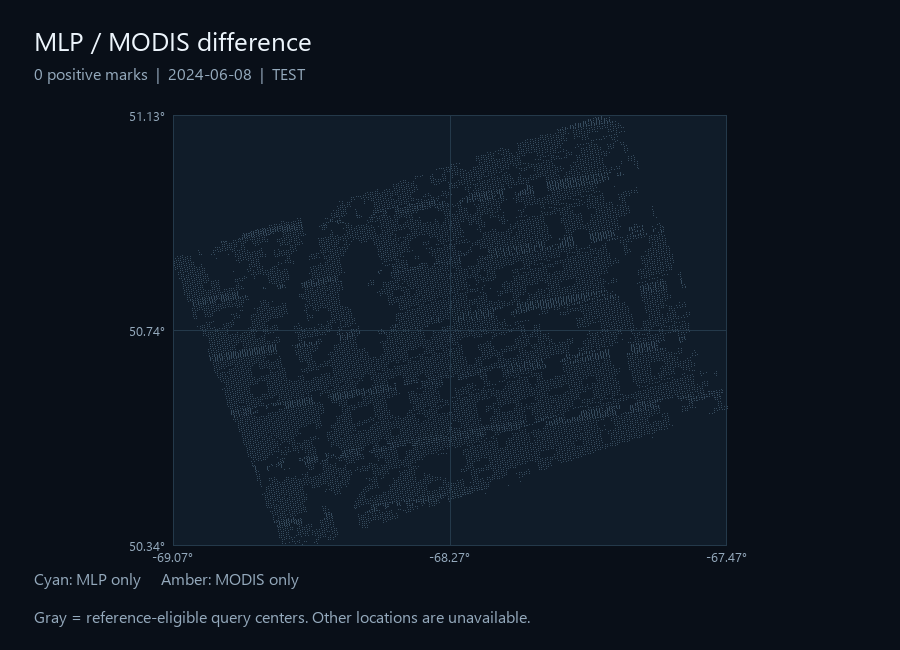 MLP / MODIS difference
0 positive marks | 2024-06-08 | TEST
51.13°
50.74°
50.34°
-69.07° -68.27° -67.47°
Cyan: MLP only Amber: MODIS only
Gray = reference-eligible query centers. Other locations are unavailable.